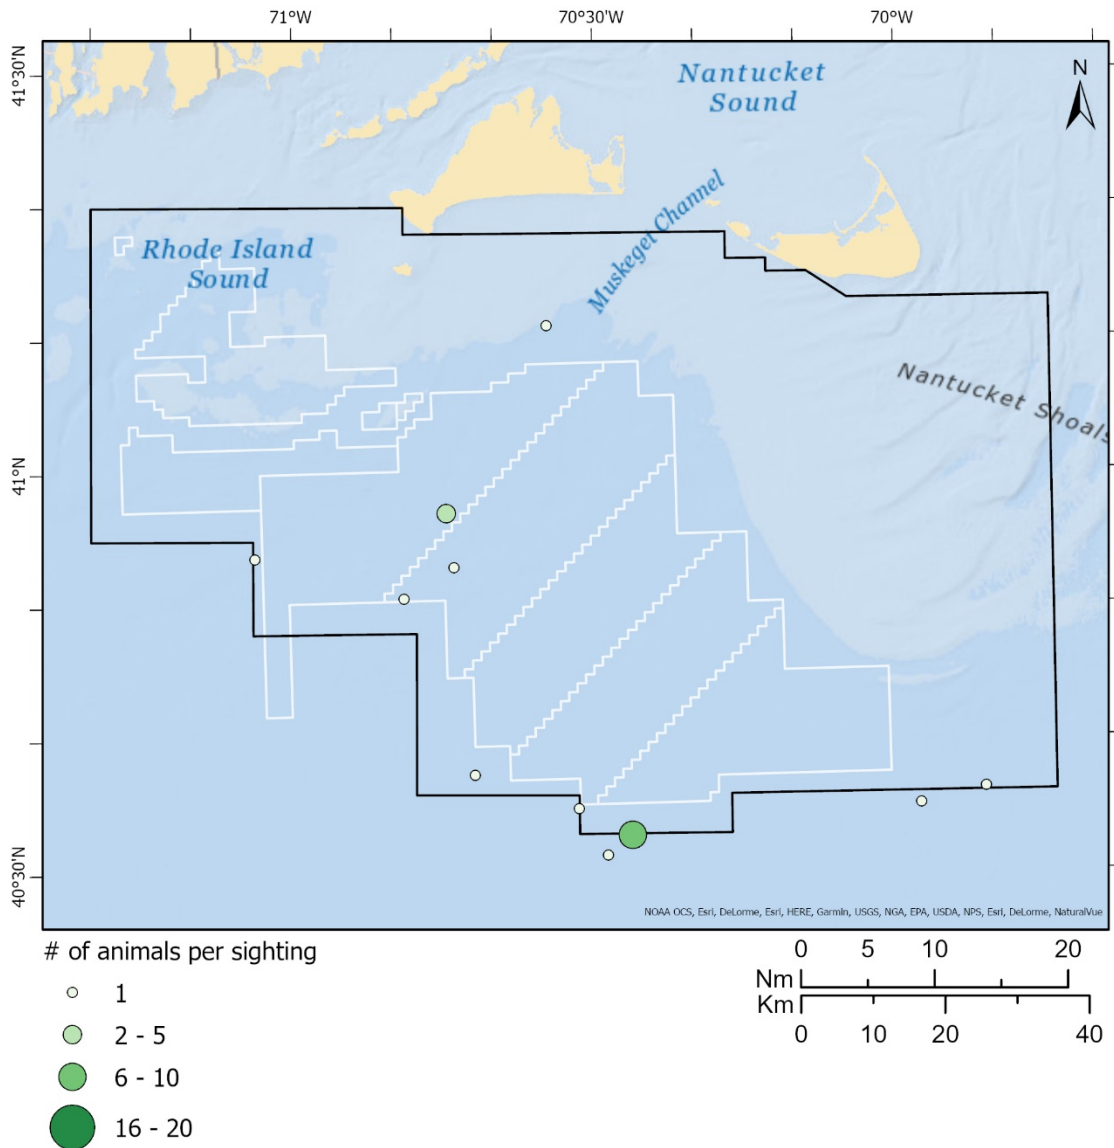 71°W
70°30'W
70°W
41°30'N
41°N
40°30'N
N
Nantucket
Sound
Muskeget Channel
Rhode Island
Sound
Nantucket Shoals
NOAA OCS, Esri, DeLorme, Esri, HERE, Garmin, USGS, NGA, EPA, USDA, NPS, Esri, DeLorme, NaturalVue
# of animals per sighting
1
2 - 5
6 - 10
16 - 20
0 5 10 20
Nm
Km
0 10 20 40